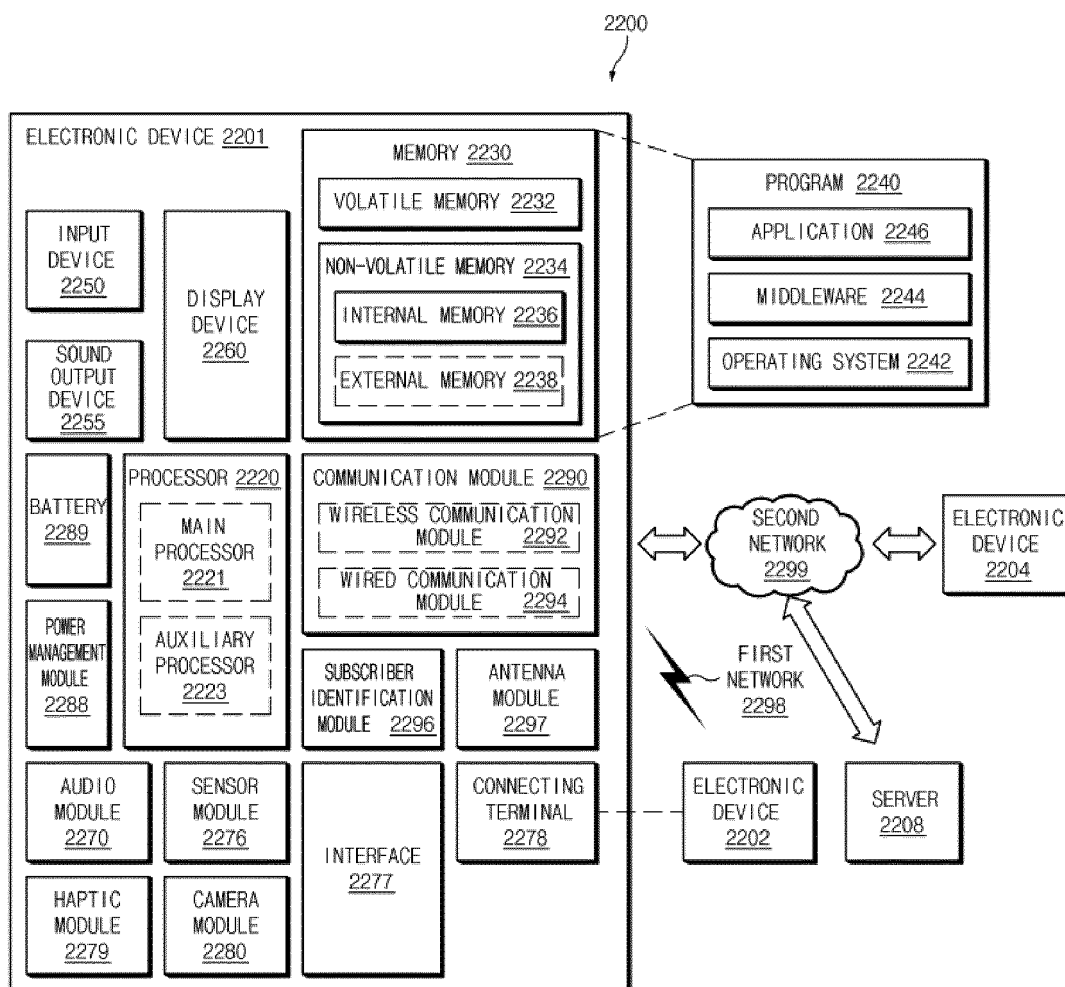 2200
ELECTRONIC DEVICE 2201
INPUT
DEVICE
2250
SOUND
OUTPUT
DEVICE
2255
DISPLAY
DEVICE
2260
MEMORY 2230
VOLATILE MEMORY 2232
NON-VOLATILE MEMORY 2234
INTERNAL MEMORY 2236
EXTERNAL MEMORY 2238
PROGRAM 2240
APPLICATION 2246
MIDDLEWARE 2244
OPERATING SYSTEM 2242
BATTERY
2289
POWER
MANAGEMENT
MODULE
2288
PROCESSOR 2220
MAIN
PROCESSOR
2221
AUXILIARY
PROCESSOR
2223
COMMUNICATION MODULE 2290
WIRELESS COMMUNICATION
MODULE 2292
WIRED COMMUNICATION
MODULE 2294
SUBSCRIBER
IDENTIFICATION
MODULE 2296
ANTENNA
MODULE
2297
SECOND
NETWORK
2299
ELECTRONIC
DEVICE
2204
FIRST
NETWORK
2298
AUDIO
MODULE
2270
SENSOR
MODULE
2276
INTERFACE
2277
CONNECTING
TERMINAL
2278
ELECTRONIC
DEVICE
2202
SERVER
2208
HAPTIC
MODULE
2279
CAMERA
MODULE
2280